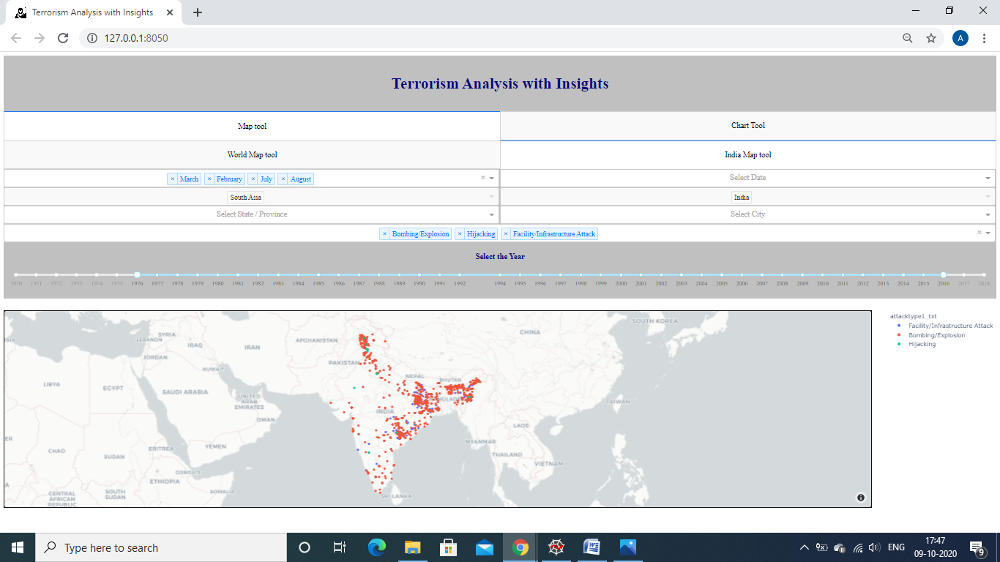 Terrorism Analysis with Insights
127.0.0.1:8050
A
Terrorism Analysis with Insights
Map tool Chart Tool
World Map tool India Map tool
× March × February × July × August × Select Date
South Asia India
Select State / Province Select City
× Bombing/Explosion × Hijacking × Facility/Infrastructure Attack ×
Select the Year
1970 1971 1972 1973 1974 1975 1976 1977 1978 1979 1980 1981 1982 1983 1984 1985 1986 1987 1988 1989 1990 1991 1992 1994 1995 1996 1997 1998 1999 2000 2001 2002 2003 2004 2005 2006 2007 2008 2009 2010 2011 2012 2013 2014 2015 2016 2017 2018
attacktype1_txt
Facility/Infrastructure Attack
Bombing/Explosion
Hijacking
SOUTH KOREA
CHINA
SYRIA
LEBANON
IRAQ
IRAN
AFGHANISTAN
JORDAN
KUWAIT
PAKISTAN
NEPAL
BHUTAN
LIBYA
EGYPT
SAUDI ARABIA
UNITED
ARAB
EMIRATES
OMAN
INDIA
TAIWAN
LAOS
MYANMAR
THAILAND
VIETNAM
ER
CHAD
SUDAN
ERITREA
YEMEN
DJIBOUTI
ETHIOPIA
SOMALIA
SOUTH
SUDAN
CENTRAL
AFRICAN
REPUBLIC
SRI LANKA
Type here to search
ENG
17:47
09-10-2020
9